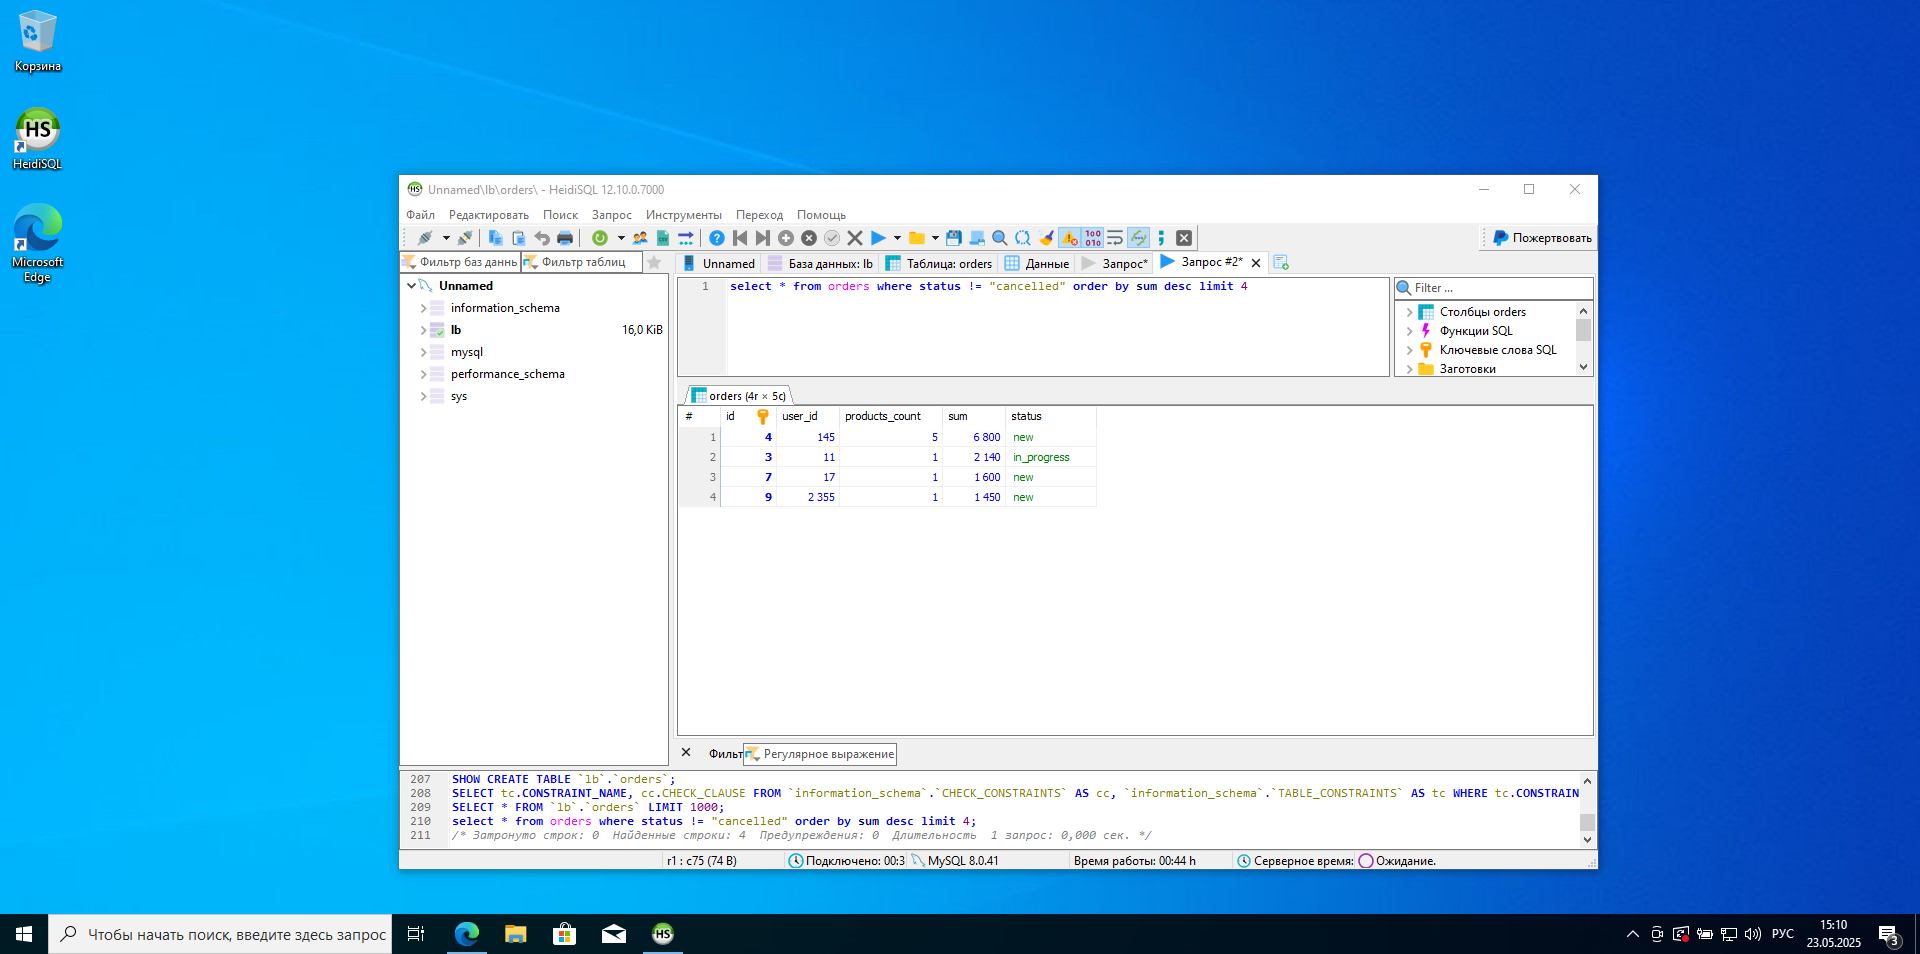 Корзина
HeidiSQL
Microsoft
Edge
Unnamed\lb\orders\ - HeidiSQL 12.10.0.7000
Файл Редактировать Поиск Запрос Инструменты Переход Помощь
Пожертвовать
Фильтр баз данн Фильтр таблиц
Unnamed База данных: lb Таблица: orders Данные Запрос* Запрос #2*
Unnamed
information_schema
lb 16,0 KiB
mysql
performance_schema
sys
1 select * from orders where status != "cancelled" order by sum desc limit 4
Filter ...
Столбцы orders
Функции SQL
Ключевые слова SQL
Заготовки
orders (4r × 5c)
# id user_id products_count sum status
1 4 145 5 6 800 new
2 3 11 1 2 140 in_progress
3 7 17 1 1 600 new
4 9 2 355 1 1 450 new
Фильт Регулярное выражение
207 SHOW CREATE TABLE `lb`.`orders`;
208 SELECT tc.CONSTRAINT_NAME, cc.CHECK_CLAUSE FROM `information_schema`.`CHECK_CONSTRAINTS` AS cc, `information_schema`.`TABLE_CONSTRAINTS` AS tc WHERE tc.CONSTRAIN
209 SELECT * FROM `lb`.`orders` LIMIT 1000;
210 select * from orders where status != "cancelled" order by sum desc limit 4;
211 /* Затронуто строк: 0 Найденные строки: 4 Предупреждения: 0 Длительность 1 запрос: 0,000 сек. */
r1 : c75 (74 B) Подключено: 00:3 MySQL 8.0.41 Время работы: 00:44 h Серверное время: Ожидание.
Чтобы начать поиск, введите здесь запрос
HS
РУС
15:10
23.05.2025
3